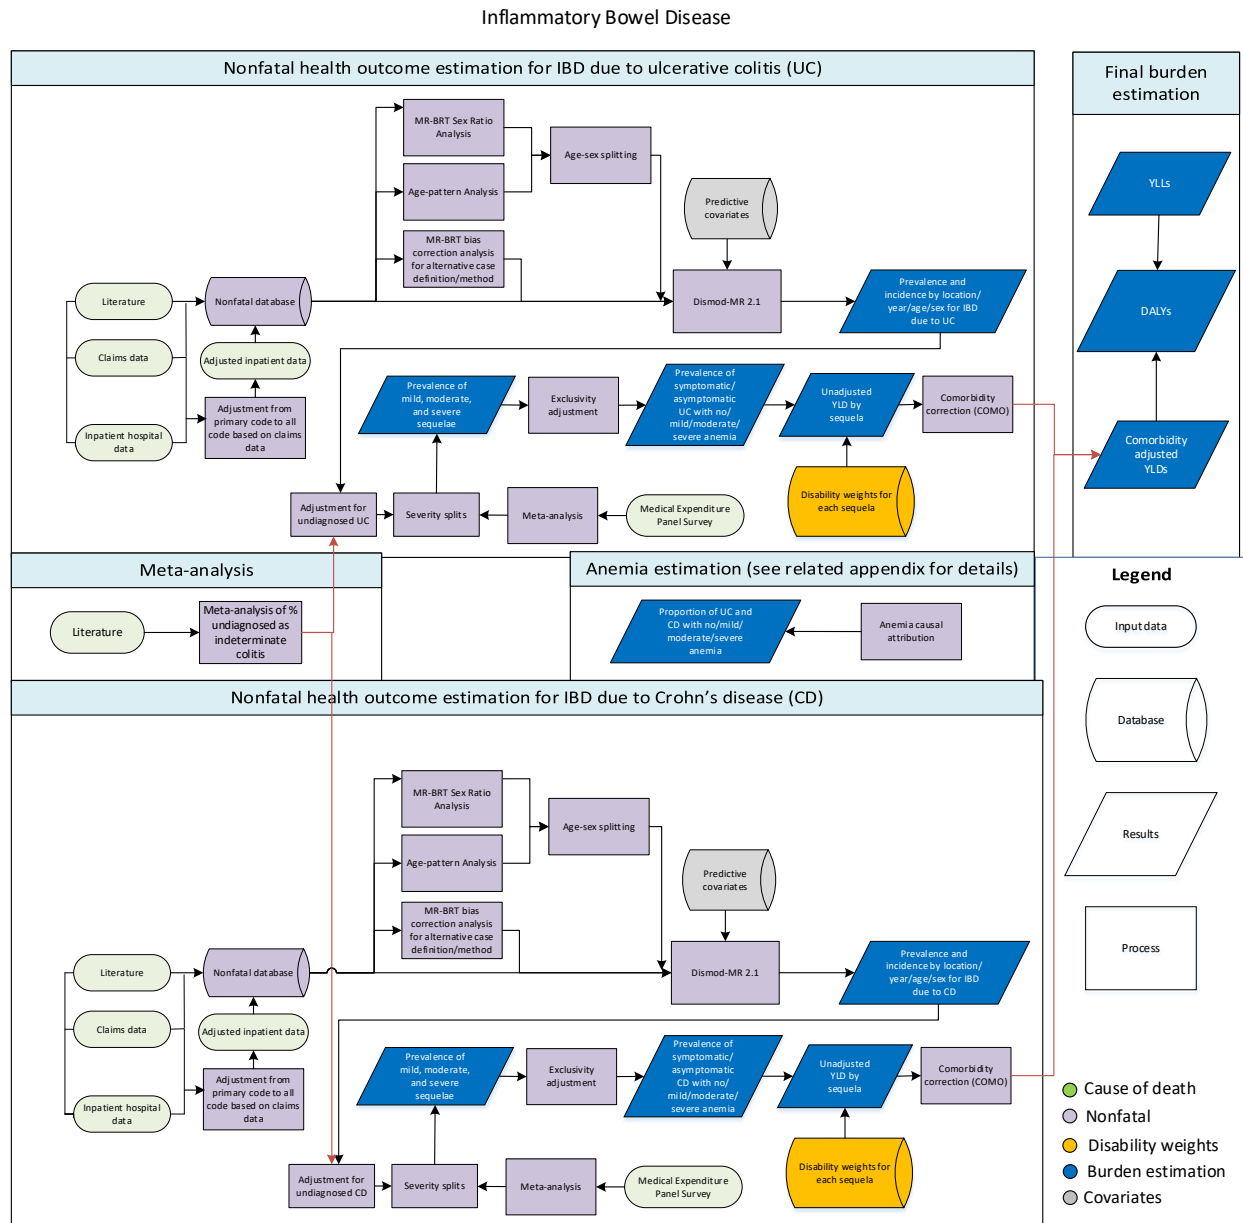 Inflammatory Bowel Disease
Nonfatal health outcome estimation for IBD due to ulcerative colitis (UC)
MR-BRT Sex Ratio
Analysis
Age-sex splitting
Age-pattern Analysis
Predictive
covariates
MR-BRT bias
correction analysis
for alternative case
definition/method
Literature
Nonfatal database
Dismod-MR 2.1
Prevalence and
incidence by location/
year/age/sex for IBD
due to UC
Claims data
Adjusted inpatient data
Adjustment from
primary code to all
code based on claims
data
Inpatient hospital
data
Prevalence of
mild, moderate,
and severe
sequelae
Exclusivity
adjustment
Prevalence of
symptomatic/
asymptomatic
UC with no/
mild/moderate/
severe anemia
Unadjusted
YLD by
sequela
Comorbidity
correction (COMO)
Adjustment for
undiagnosed UC
Severity splits
Meta-analysis
Medical Expenditure
Panel Survey
Disability weights for
each sequela
Final burden
estimation
YLLs
DALYs
Comorbidity
adjusted
YLDs
Meta-analysis
Literature
Meta-analysis of %
undiagnosed as
indeterminate
colitis
Anemia estimation (see related appendix for details)
Proportion of UC and
CD with no/mild/
moderate/severe
anemia
Anemia causal
attribution
Legend
Input data
Database
Results
Process
Cause of death
Nonfatal
Disability weights
Burden estimation
Covariates
Nonfatal health outcome estimation for IBD due to Crohn's disease (CD)
MR-BRT Sex Ratio
Analysis
Age-sex splitting
Age-pattern Analysis
Predictive
covariates
MR-BRT bias
correction analysis
for alternative case
definition/method
Literature
Nonfatal database
Dismod-MR 2.1
Prevalence and
incidence by location/
year/age/sex for IBD
due to CD
Claims data
Adjusted inpatient data
Adjustment from
primary code to all
code based on claims
data
Inpatient hospital
data
Prevalence of
mild, moderate,
and severe
sequelae
Exclusivity
adjustment
Prevalence of
symptomatic/
asymptomatic
CD with no/
mild/moderate/
severe anemia
Unadjusted
YLD by
sequela
Comorbidity
correction (COMO)
Adjustment for
undiagnosed CD
Severity splits
Meta-analysis
Medical Expenditure
Panel Survey
Disability weights for
each sequela